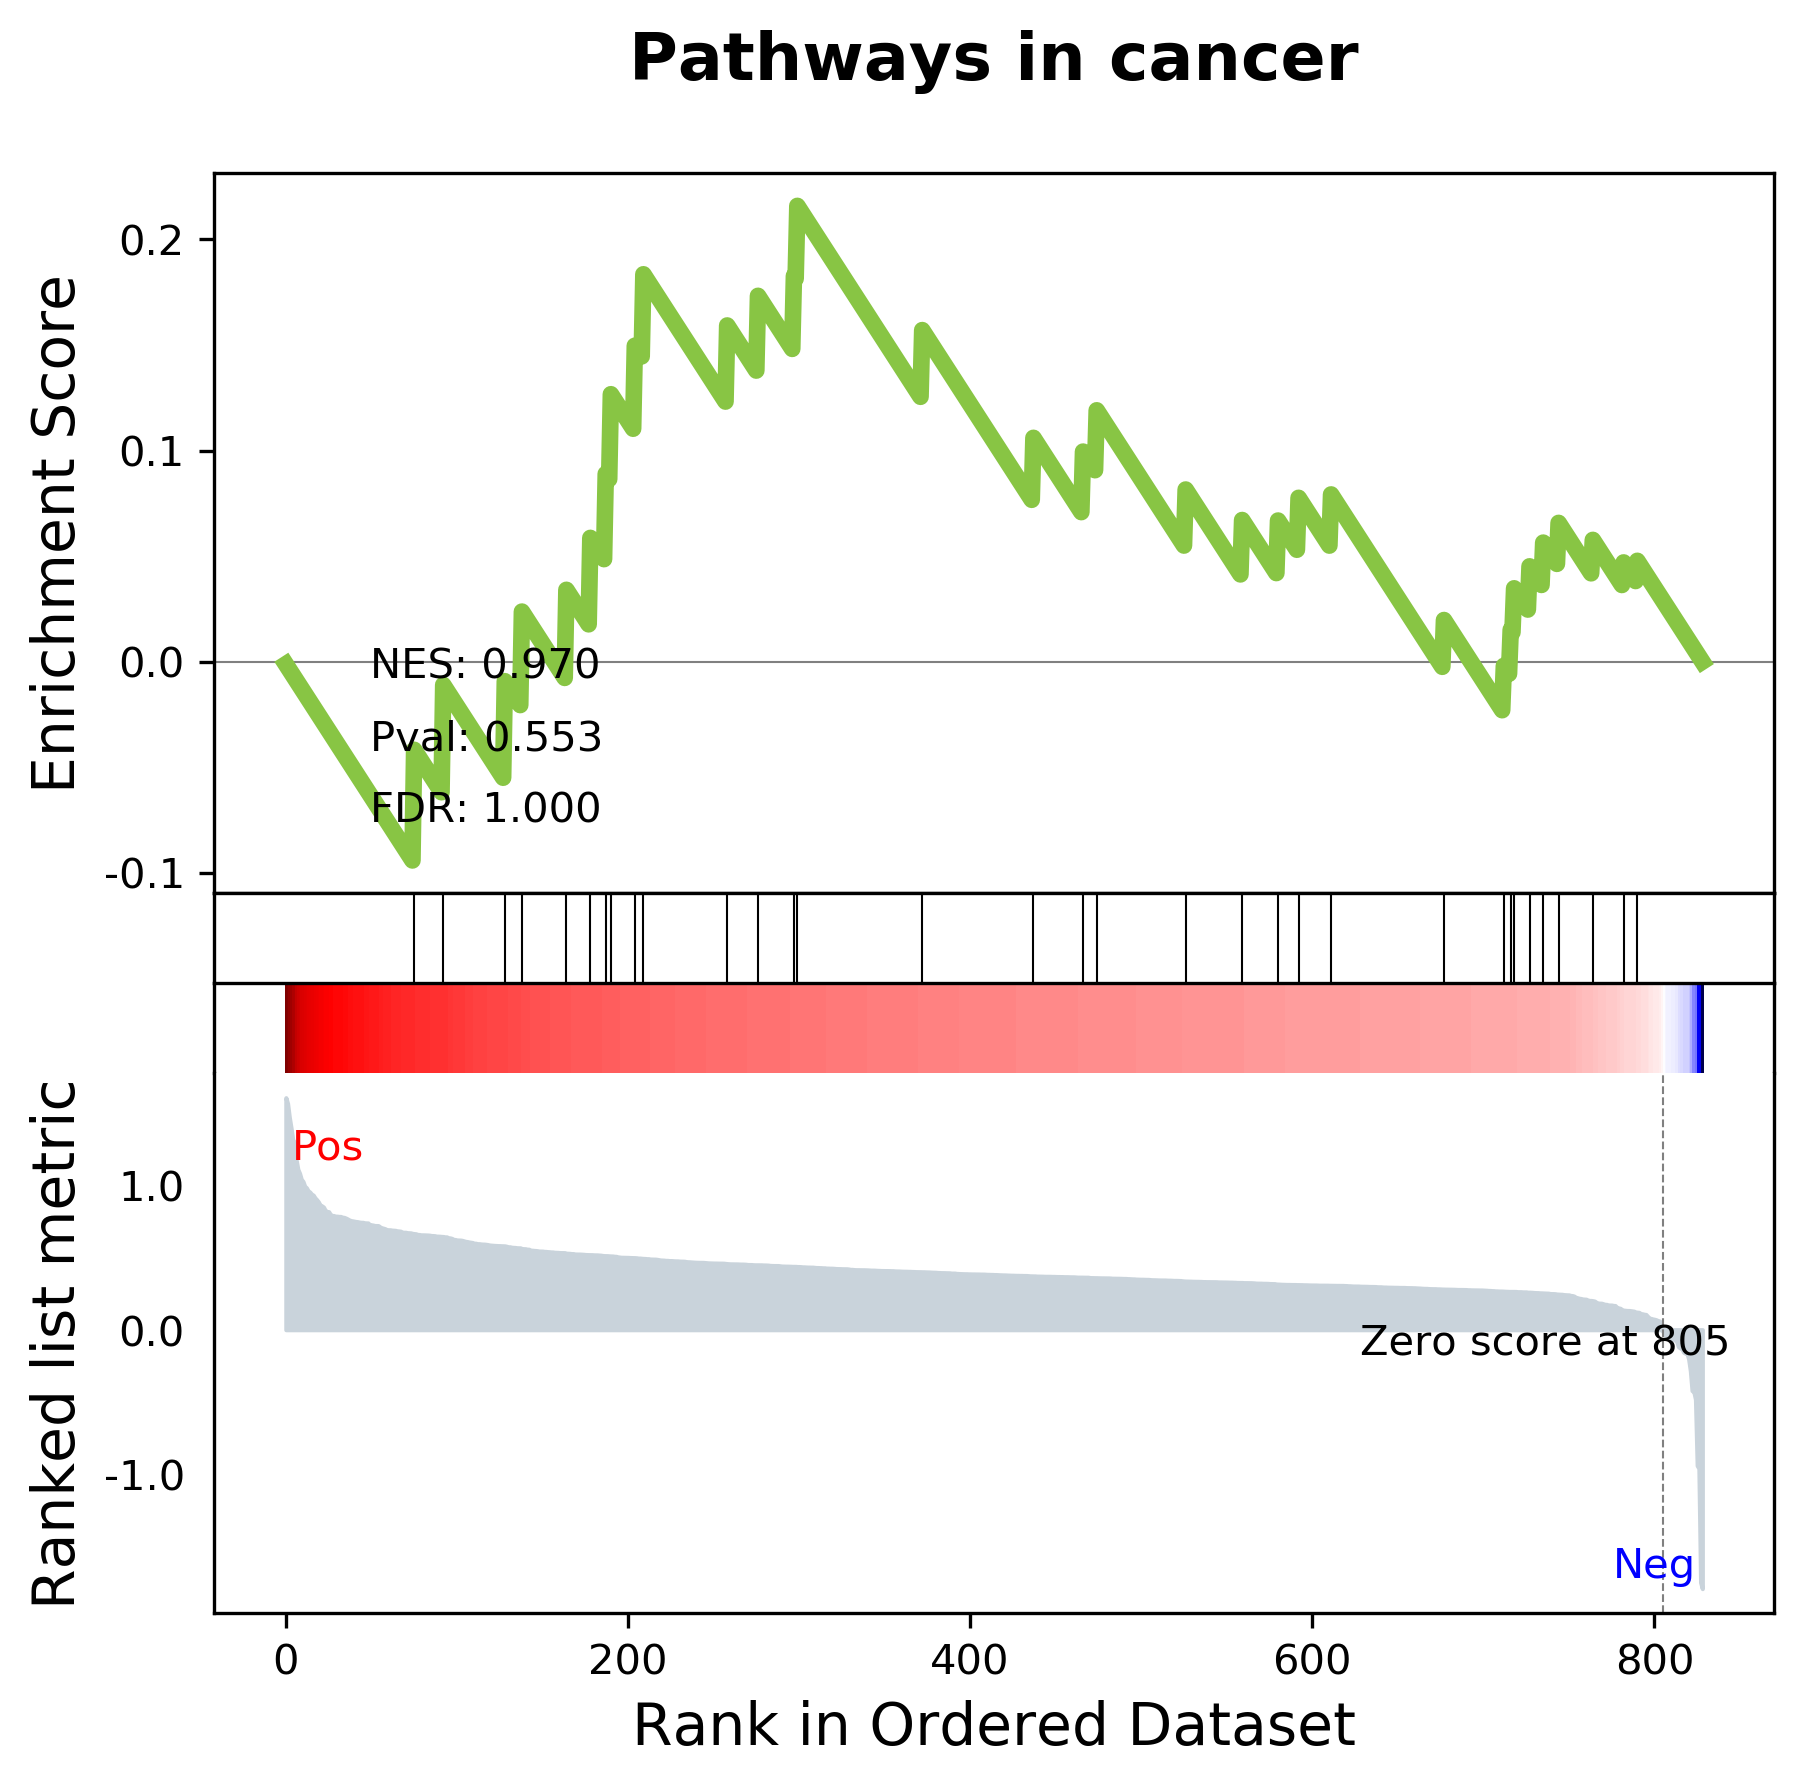 Pathways in cancer
Enrichment Score
0.2
0.1
0.0
-0.1
NES: 0.970
Pval: 0.553
FDR: 1.000
Ranked list metric
1.0
0.0
-1.0
Pos
Zero score at 805
Neg
0 200 400 600 800
Rank in Ordered Dataset